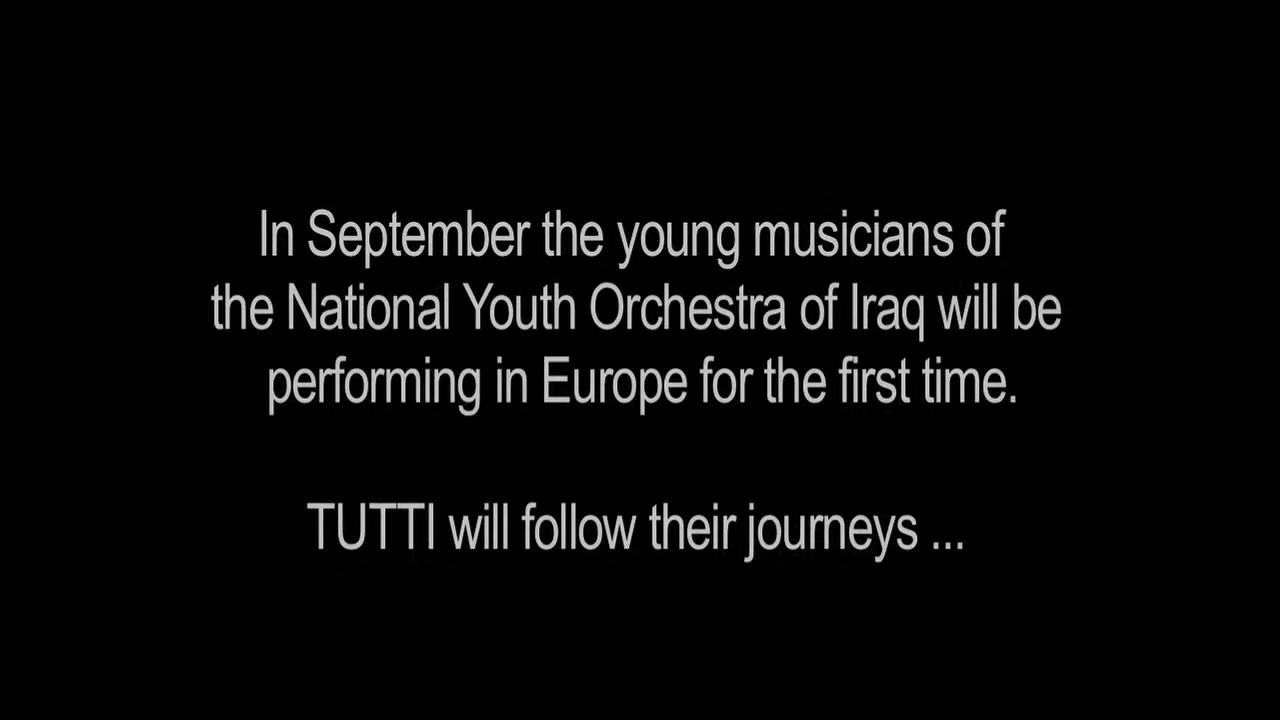 In September the young musicians of
the National Youth Orchestra of Iraq will be
performing in Europe for the first time.
TUTTI will follow their journeys ...